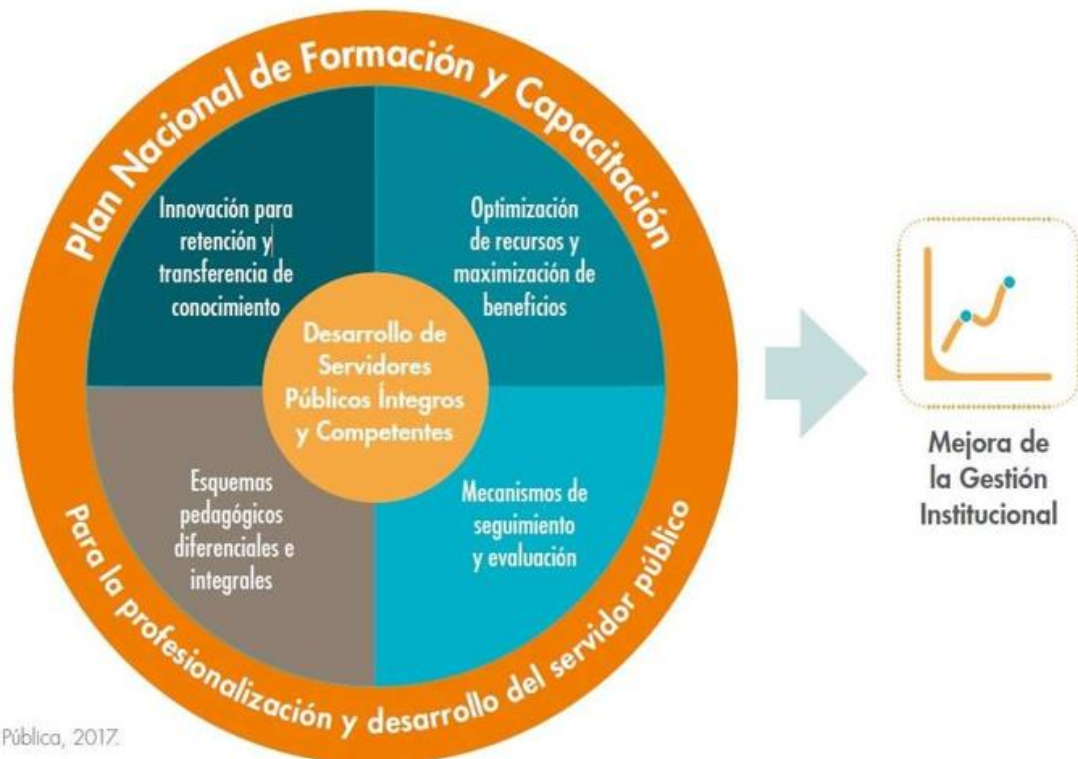 Plan Nacional de Formación y Capacitación
Innovación para
retención y
transferencia de
conocimiento
Optimización
de recursos y
maximización de
beneficios
Desarrollo de
Servidores
Públicos Íntegros
y Competentes
Esquemas
pedagógicos
diferenciales e
integrales
Mecanismos de
seguimiento
y evaluación
Para la profesionalización y desarrollo del servidor público
Mejora de
la Gestión
Institucional
Pública, 2017.